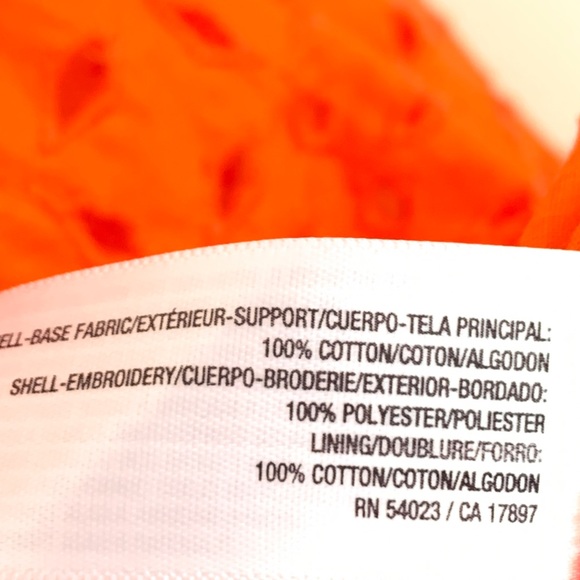 ELL-BASE FABRIC/EXTÉRIEUR-SUPPORT/CUERPO-TELA PRINCIPAL:
100% COTTON/COTON/ALGODON
SHELL-EMBROIDERY/CUERPO-BRODERIE/EXTERIOR-BORDADO:
100% POLYESTER/POLIESTER
LINING/DOUBLURE/FORRO:
100% COTTON/COTON/ALGODON
RN 54023 / CA 17897